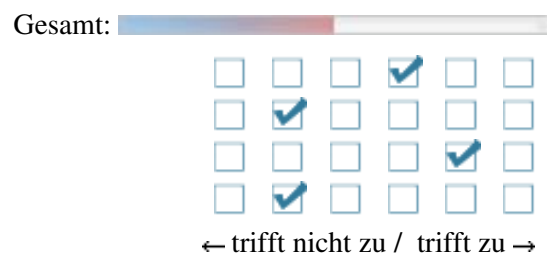 Gesamt:
← trifft nicht zu / trifft zu →